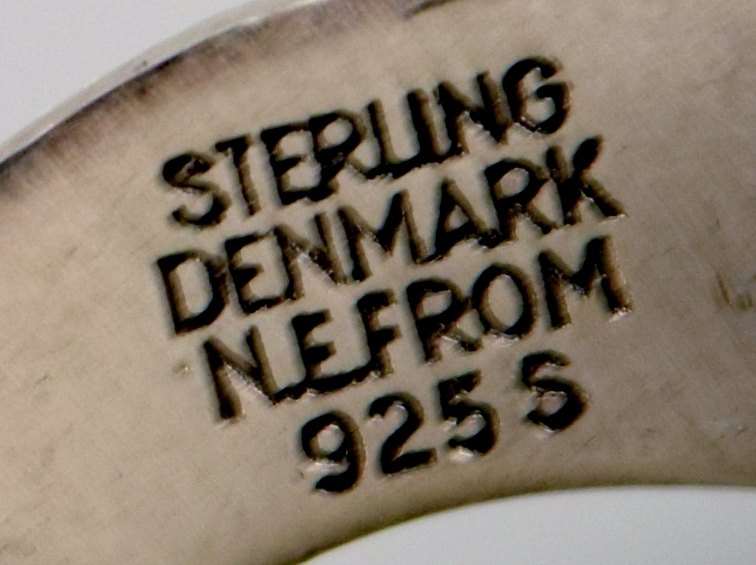 STERLING
DENMARK
N.E.FROM
925 S